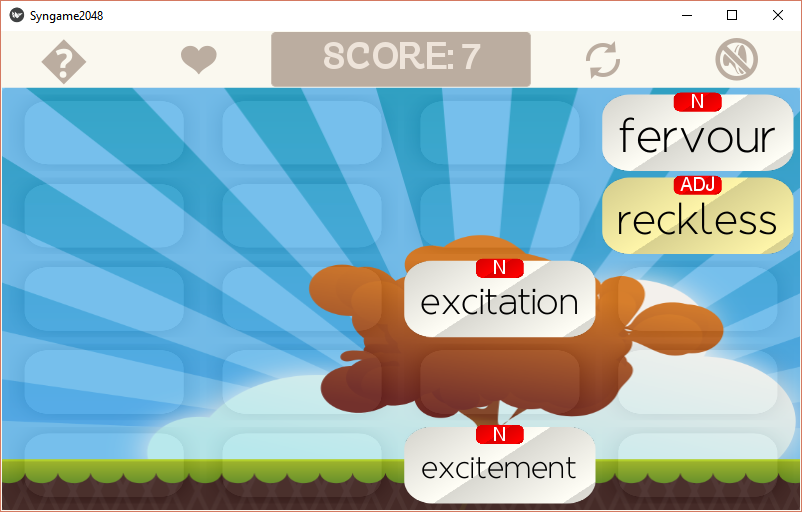 Syngame2048
?
SCORE: 7
N
fervour
ADJ
reckless
N
excitation
N
excitement